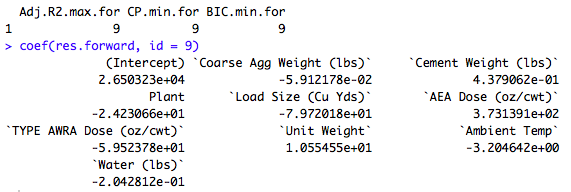 Adj.R2.max.for CP.min.for BIC.min.for
1 9 9 9
> coef(res.forward, id = 9)
(Intercept) `Coarse Agg Weight (lbs)` `Cement Weight (lbs)`
2.650323e+04 -5.912178e-02 4.379062e-01
Plant `Load Size (Cu Yds)` `AEA Dose (oz/cwt)`
-2.423066e+01 -7.972018e+01 3.731391e+02
`TYPE AWRA Dose (oz/cwt)` `Unit Weight` `Ambient Temp`
-5.952378e+01 1.055455e+01 -3.204642e+00
`Water (lbs)`
-2.042812e-01